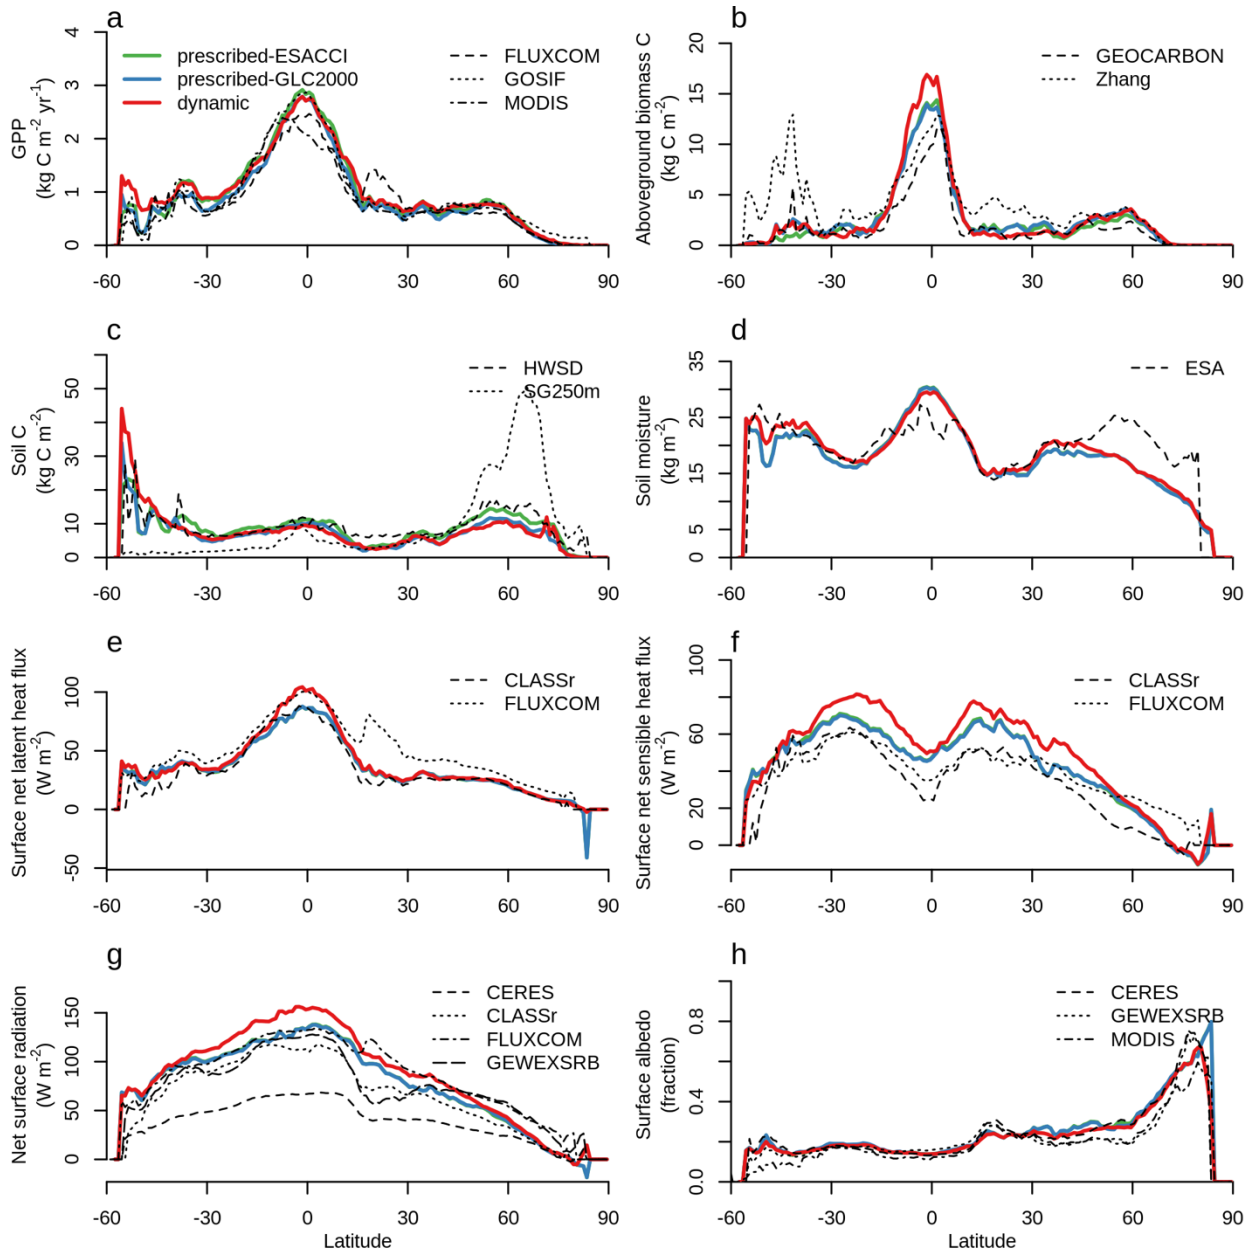 a
GPP
(kg C m⁻² yr⁻¹)
4
3
2
1
0
prescribed-ESACCI
prescribed-GLC2000
dynamic
FLUXCOM
GOSIF
MODIS
-60 -30 0 30 60 90
b
Aboveground biomass C
(kg C m⁻²)
20
15
10
5
0
GEOCARBON
Zhang
-60 -30 0 30 60 90
c
Soil C
(kg C m⁻²)
50
30
10
0
HWSD
SG250m
-60 -30 0 30 60 90
d
Soil moisture
(kg m⁻²)
35
25
15
5
0
ESA
-60 -30 0 30 60 90
e
Surface net latent heat flux
(W m⁻²)
100
50
0
-50
CLASSr
FLUXCOM
-60 -30 0 30 60 90
f
Surface net sensible heat flux
(W m⁻²)
100
60
20
0
CLASSr
FLUXCOM
-60 -30 0 30 60 90
g
Net surface radiation
(W m⁻²)
150
100
50
0
CERES
CLASSr
FLUXCOM
GEWEXSRB
-60 -30 0 30 60 90
Latitude
h
Surface albedo
(fraction)
0.8
0.4
0.0
CERES
GEWEXSRB
MODIS
-60 -30 0 30 60 90
Latitude